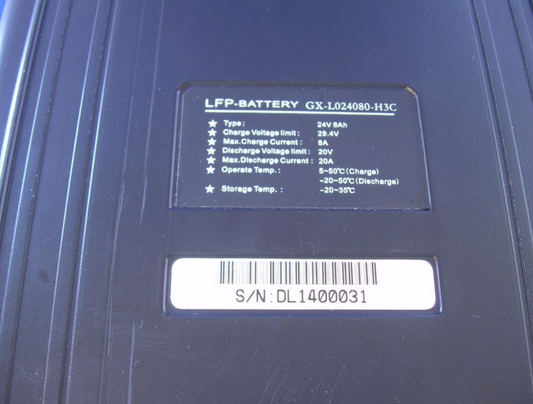 LFP-BATTERY GX-L024080-H3C
★ Type : 24V 8Ah
★ Charge Voltage limit : 29.4V
★ Max.Charge Current : 8A
★ Discharge Voltage limit : 20V
★ Max.Discharge Current : 20A
★ Operate Temp. : 5~50℃(Charge)
-20~50℃(Discharge)
★ Storage Temp. : -20~35℃
S/N:DL1400031